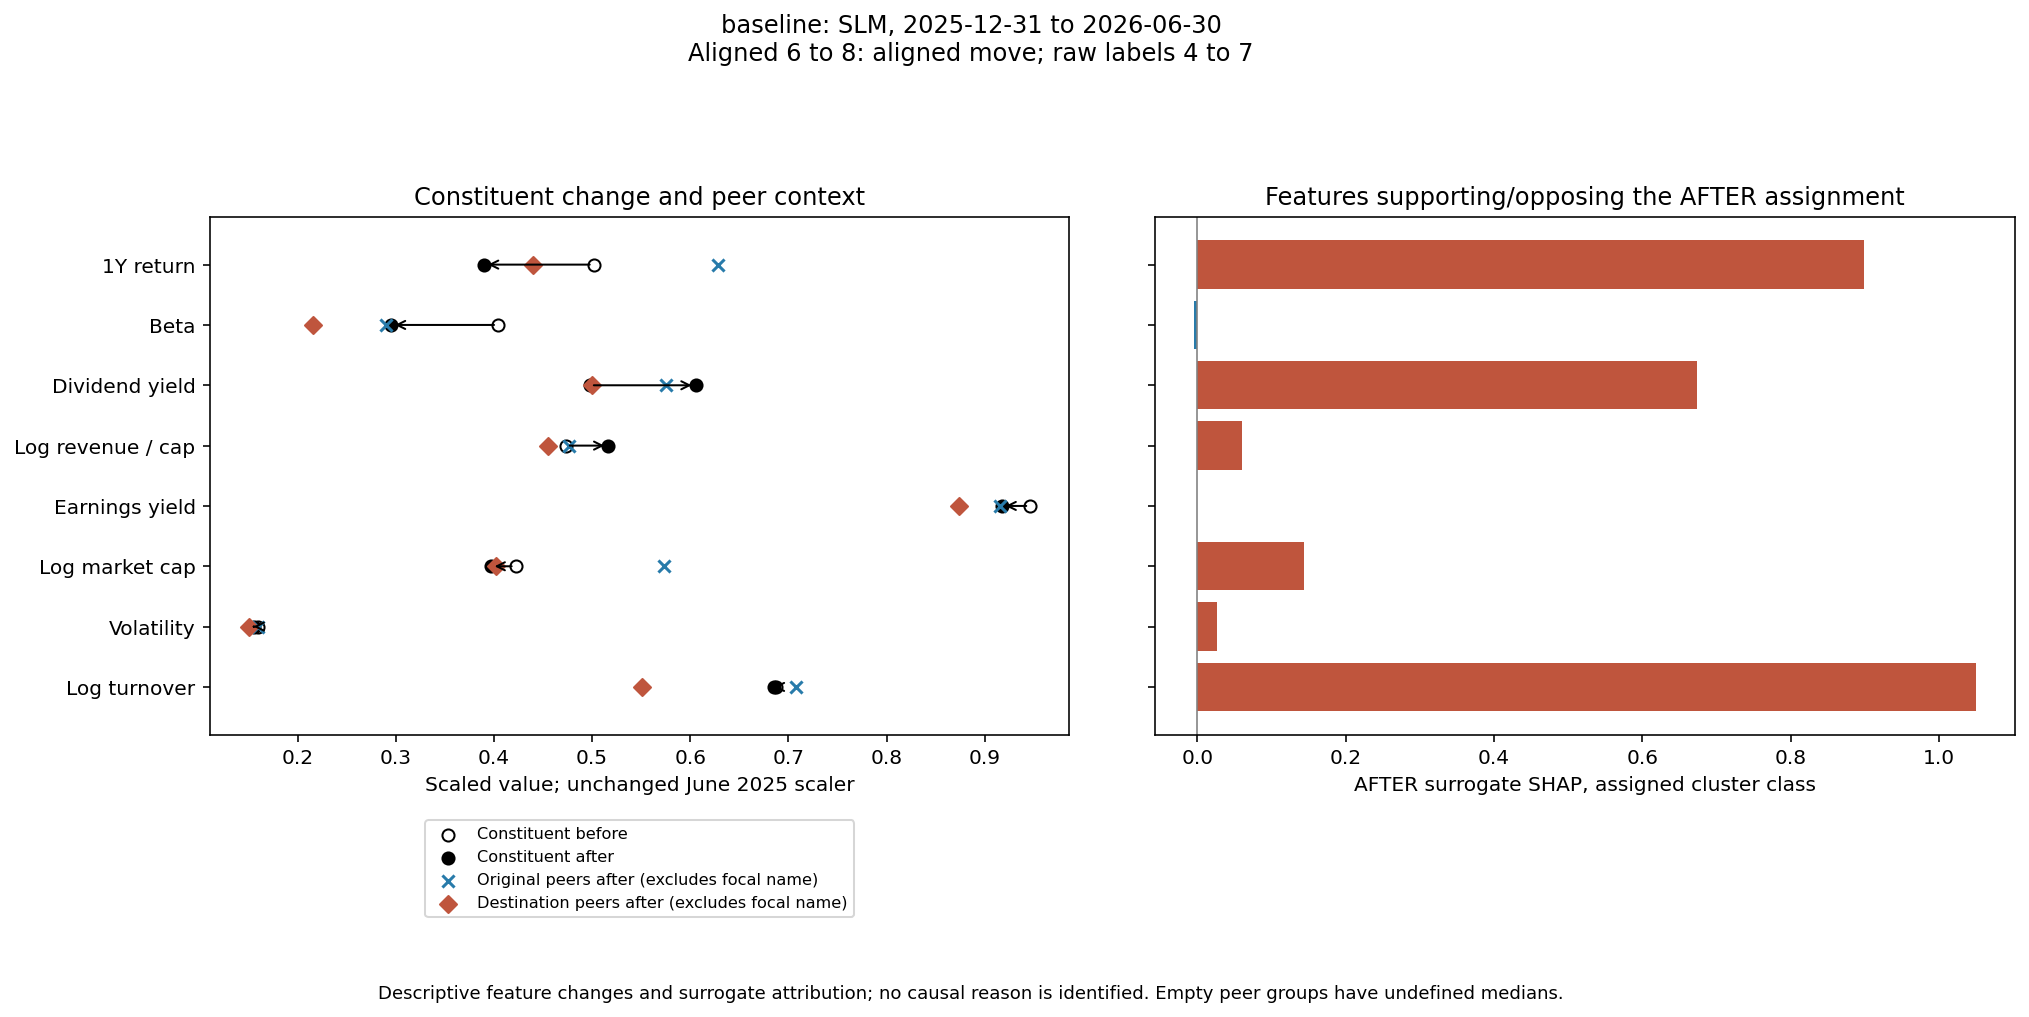 baseline: SLM, 2025-12-31 to 2026-06-30
Aligned 6 to 8: aligned move; raw labels 4 to 7
Constituent change and peer context
Features supporting/opposing the AFTER assignment
1Y return
Beta
Dividend yield
Log revenue / cap
Earnings yield
Log market cap
Volatility
Log turnover
0.2 0.3 0.4 0.5 0.6 0.7 0.8 0.9
Scaled value; unchanged June 2025 scaler
0.0 0.2 0.4 0.6 0.8 1.0
AFTER surrogate SHAP, assigned cluster class
Constituent before
Constituent after
Original peers after (excludes focal name)
Destination peers after (excludes focal name)
Descriptive feature changes and surrogate attribution; no causal reason is identified. Empty peer groups have undefined medians.